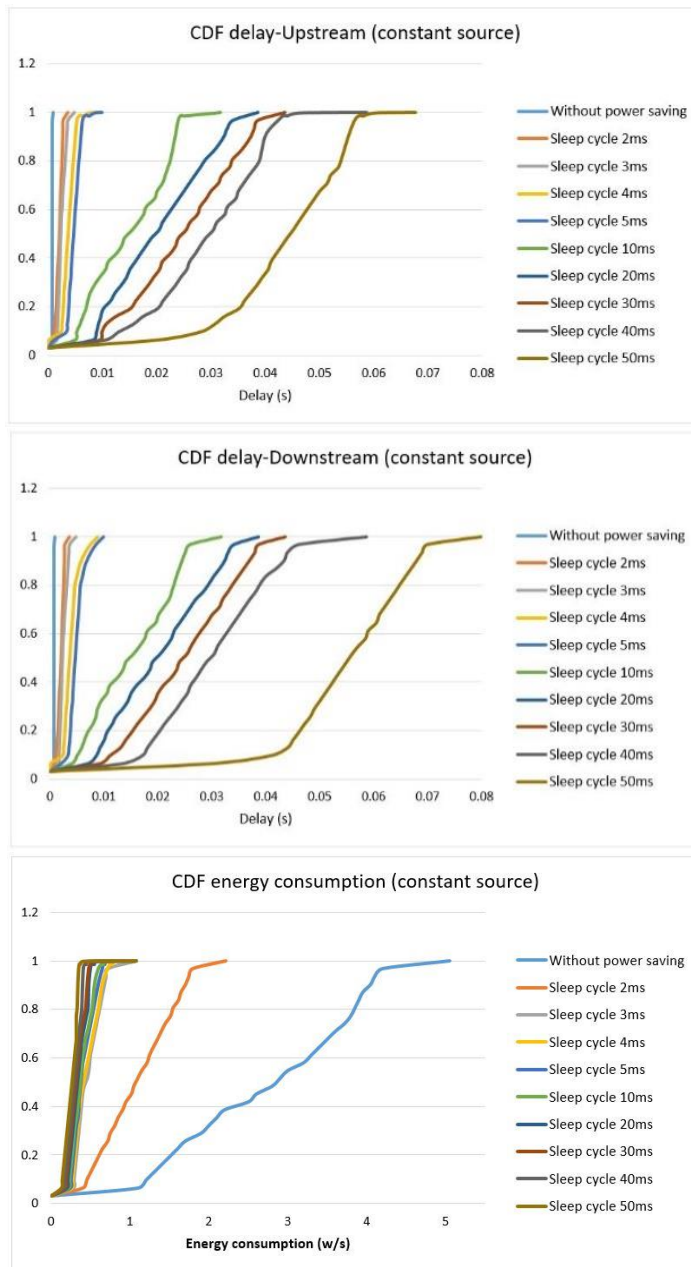 CDF delay-Upstream (constant source)
1.2
1
0.8
0.6
0.4
0.2
0
0 0.01 0.02 0.03 0.04 0.05 0.06 0.07 0.08
Delay (s)
Without power saving
Sleep cycle 2ms
Sleep cycle 3ms
Sleep cycle 4ms
Sleep cycle 5ms
Sleep cycle 10ms
Sleep cycle 20ms
Sleep cycle 30ms
Sleep cycle 40ms
Sleep cycle 50ms
CDF delay-Downstream (constant source)
1.2
1
0.8
0.6
0.4
0.2
0
0 0.01 0.02 0.03 0.04 0.05 0.06 0.07 0.08
Delay (s)
Without power saving
Sleep cycle 2ms
Sleep cycle 3ms
Sleep cycle 4ms
Sleep cycle 5ms
Sleep cycle 10ms
Sleep cycle 20ms
Sleep cycle 30ms
Sleep cycle 40ms
Sleep cycle 50ms
CDF energy consumption (constant source)
1.2
1
0.8
0.6
0.4
0.2
0
0 1 2 3 4 5
Energy consumption (w/s)
Without power saving
Sleep cycle 2ms
Sleep cycle 3ms
Sleep cycle 4ms
Sleep cycle 5ms
Sleep cycle 10ms
Sleep cycle 20ms
Sleep cycle 30ms
Sleep cycle 40ms
Sleep cycle 50ms